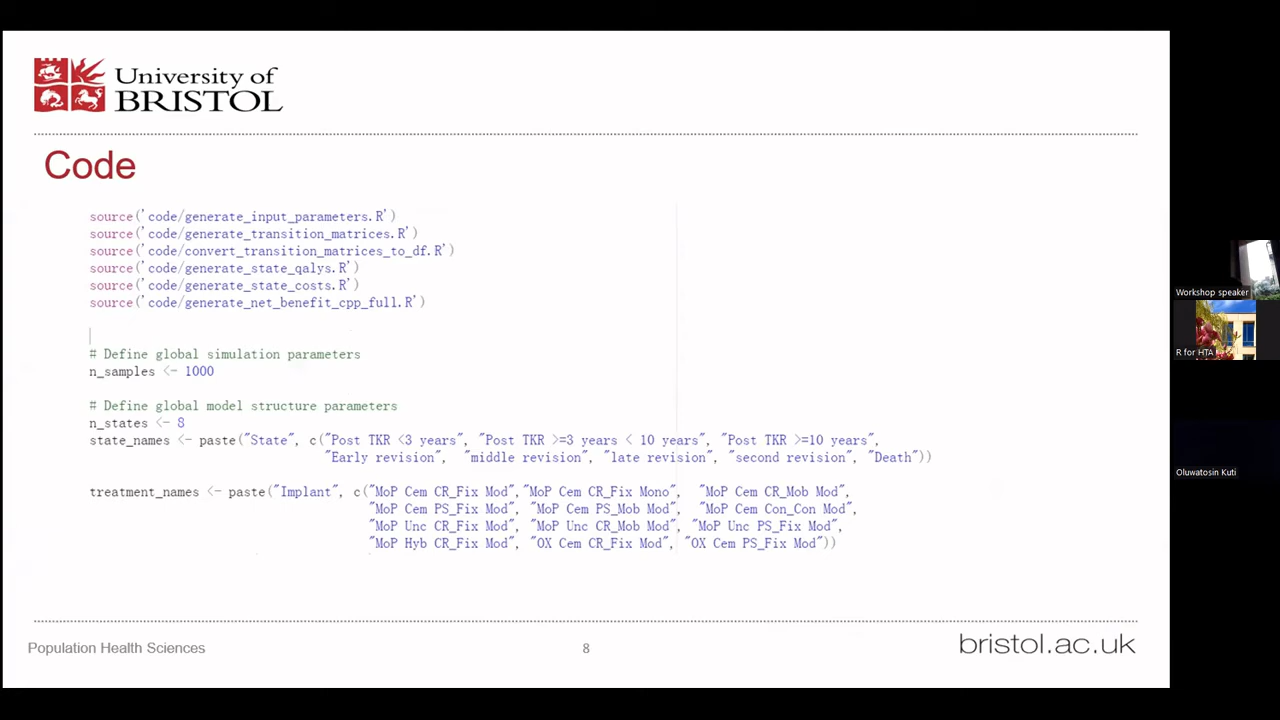 University of
BRISTOL
Code
source('code/generate_input_parameters.R')
source('code/generate_transition_matrices.R')
source('code/convert_transition_matrices_to_df.R')
source('code/generate_state_qalys.R')
source('code/generate_state_costs.R')
source('code/generate_net_benefit_cpp_full.R')
# Define global simulation parameters
n_samples <- 1000
# Define global model structure parameters
n_states <- 8
state_names <- paste("State", c("Post TKR <3 years", "Post TKR >=3 years < 10 years", "Post TKR >=10 years",
"Early revision", "middle revision", "late revision", "second revision", "Death"))
treatment_names <- paste("Implant", c("MoP Cem CR_Fix Mod","MoP Cem CR_Fix Mono", "MoP Cem CR_Mob Mod",
"MoP Cem PS_Fix Mod", "MoP Cem PS_Mob Mod", "MoP Cem Con_Con Mod",
"MoP Unc CR_Fix Mod", "MoP Unc CR_Mob Mod", "MoP Unc PS_Fix Mod",
"MoP Hyb CR_Fix Mod", "OX Cem CR_Fix Mod", "OX Cem PS_Fix Mod"))
Population Health Sciences
8
bristol.ac.uk
Workshop speaker
R for HTA
Oluwatosin Kuti